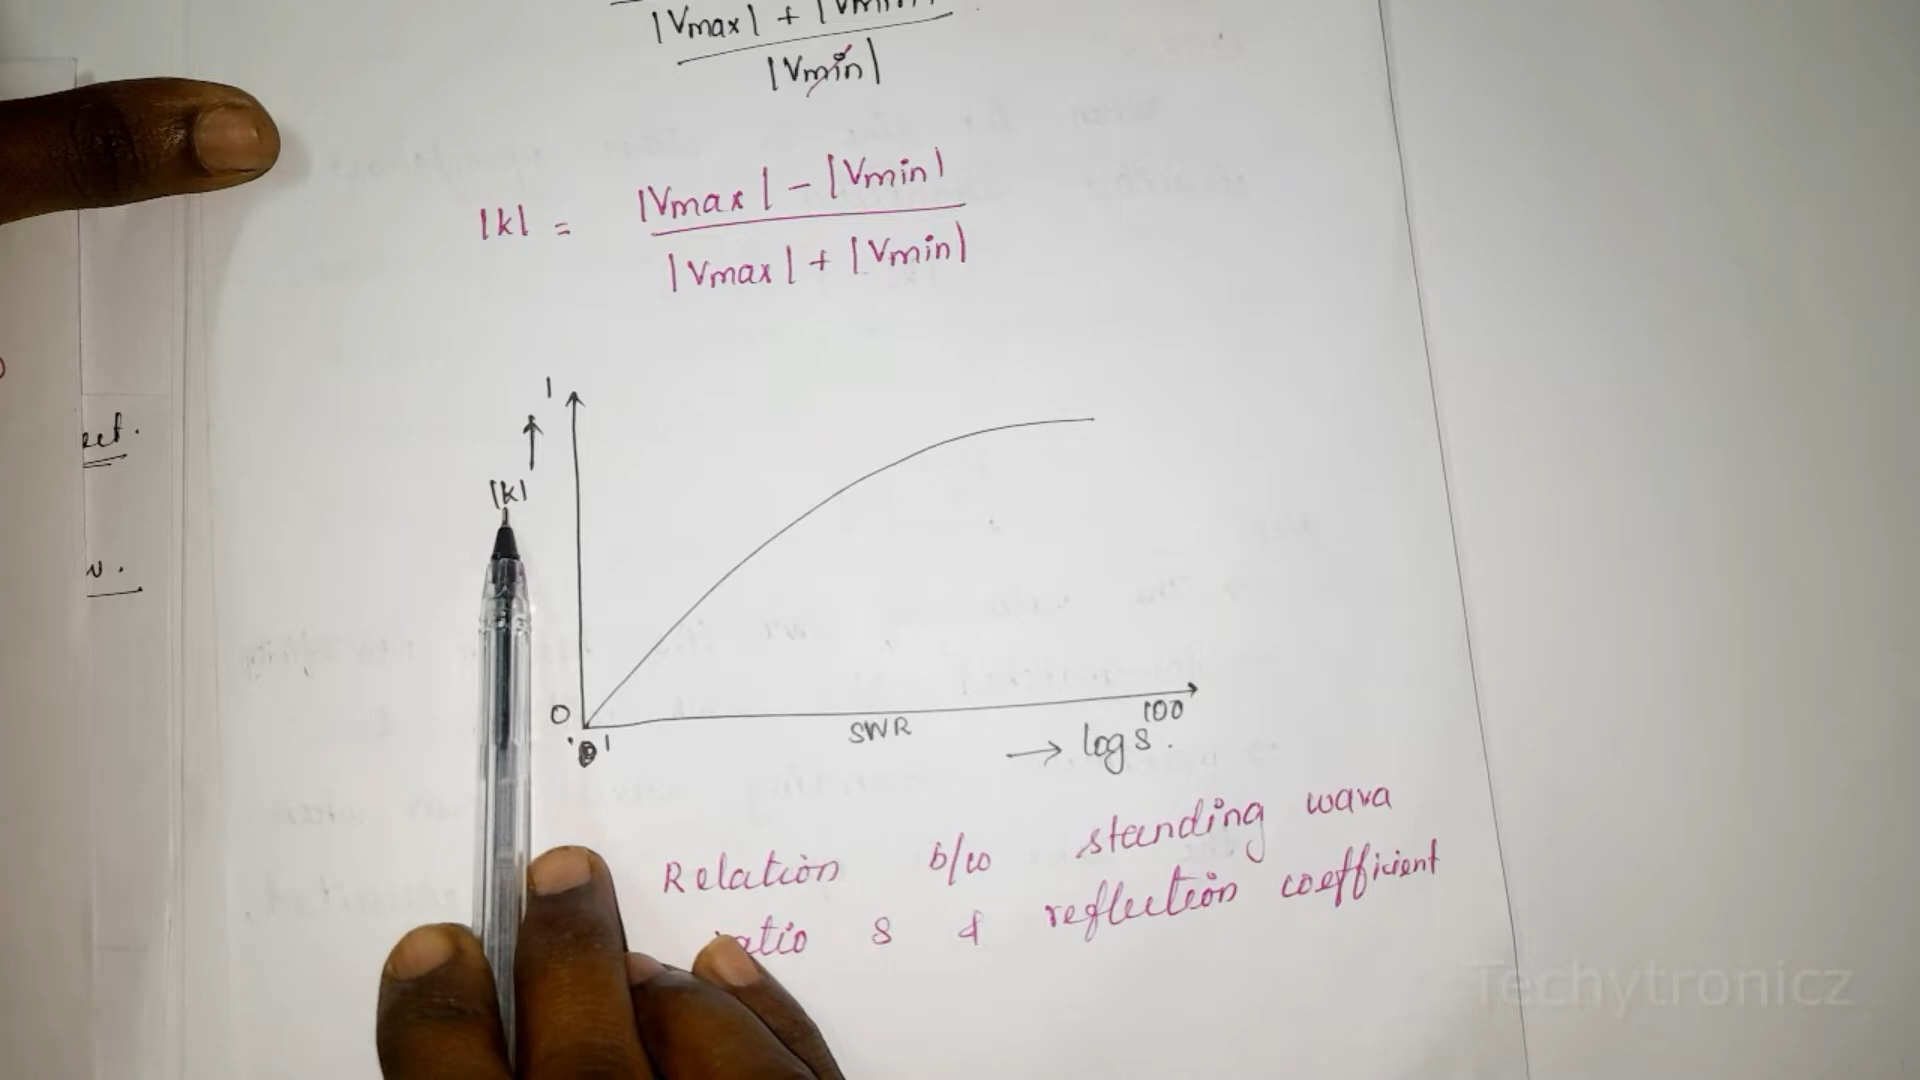 |Vmax| + |Vmin|
|Vmin|
|k| = |Vmax| - |Vmin|
|Vmax| + |Vmin|
1
|k|
0
1
SWR
100
log s.
Relation b/w standing wava
ratio s & reflection coefficient
Techytronicz